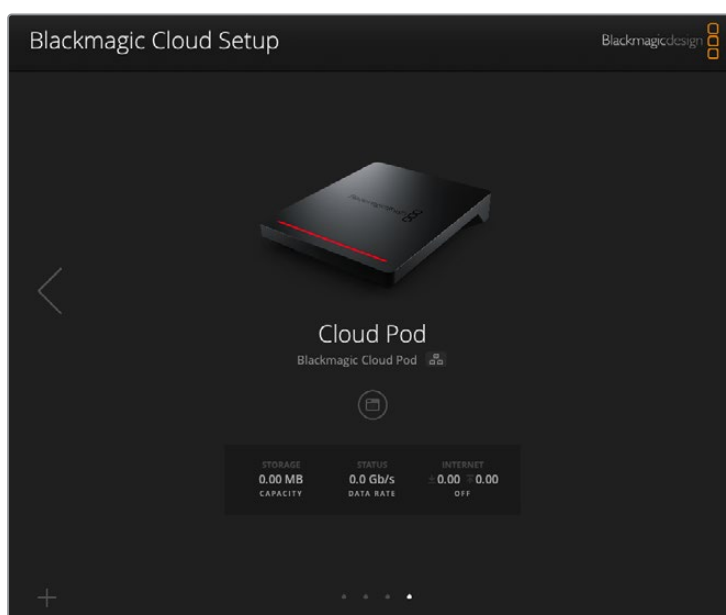 Blackmagic Cloud Setup
Blackmagicdesign
Blackmagicdesign
Cloud Pod
Blackmagic Cloud Pod
STORAGE STATUS INTERNET
0.00 MB 0.0 Gb/s 0.00 0.00
CAPACITY DATA RATE OFF